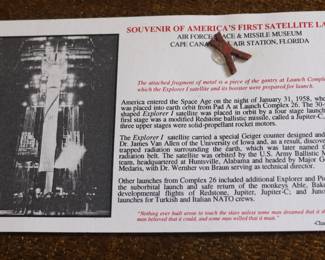 SOUVENIR OF AMERICA'S FIRST SATELLITE LA
AIR FORCE SPACE & MISSILE MUSEUM
CAPE CANA AIR STATION, FLORIDA
The attached fragment of metal is a piece of the gantry at Launch Comple
which the Explorer I satellite and its booster were prepared for launch.
America entered the Space Age on the night of January 31, 1958, whe
was placed into orbit from Pad A at Launch Complex 26. The 30-
shaped Explorer I satellite was placed in orbit by a four stage launch
first stage was a modified Redstone ballistic missile, called a Jupiter-C;
three upper stages were solid-propellant rocket motors.
The Explorer I satellite carried a special Geiger counter designed and
Dr. James Van Allen of the University of Iowa and, as a result, discover
trapped radiation surrounding the earth, which was later named t
radiation belt. The satellite was orbited by the U.S. Army Ballistic M
team, headquartered at Huntsville, Alabama and headed by Major G
Medaris, with Dr. Wernher von Braun serving as technical director.
Other launches from Complex 26 included additional Explorer and Pio
the suborbital launch and safe return of the monkeys Able, Baka
developmental flights of Redstone, Jupiter, Jupiter-C; and Juno
launches for Turkish and Italian NATO crews.
"Nothing ever built arose to touch the skies unless some man dreamed that it sh
man believed that it could, and some man willed that it must."
-Cha